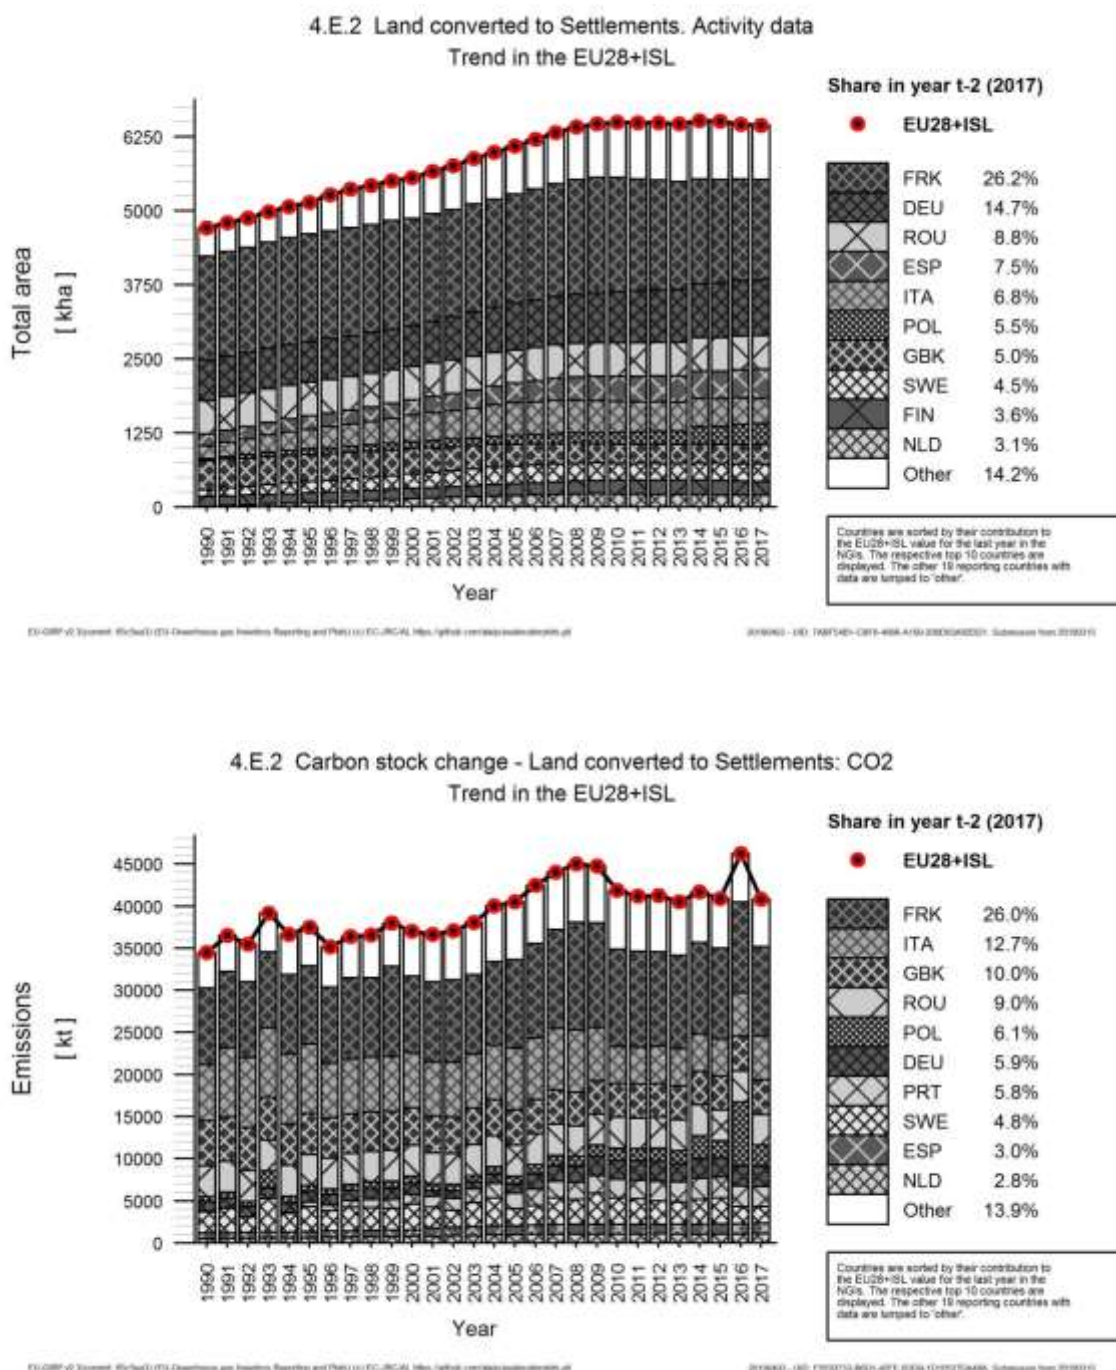 4.E.2 Land converted to Settlements. Activity data
Trend in the EU28+ISL
Share in year t-2 (2017)
EU28+ISL
FRK 26.2%
DEU 14.7%
ROU 8.8%
ESP 7.5%
ITA 6.8%
POL 5.5%
GBK 5.0%
SWE 4.5%
FIN 3.6%
NLD 3.1%
Other 14.2%
Total area
[ kha ]
6250
5000
3750
2500
1250
0
1990 1991 1992 1993 1994 1995 1996 1997 1998 1999 2000 2001 2002 2003 2004 2005 2006 2007 2008 2009 2010 2011 2012 2013 2014 2015 2016 2017
Year
Countries are sorted by their contribution to
the EU28+ISL value for the last year in the
NGIs. The respective top 10 countries are
displayed. The other 19 reporting countries with
data are lumped to 'other'.
4.E.2 Carbon stock change - Land converted to Settlements: CO2
Trend in the EU28+ISL
Share in year t-2 (2017)
EU28+ISL
FRK 26.0%
ITA 12.7%
GBK 10.0%
ROU 9.0%
POL 6.1%
DEU 5.9%
PRT 5.8%
SWE 4.8%
ESP 3.0%
NLD 2.8%
Other 13.9%
Emissions
[ kt ]
45000
40000
35000
30000
25000
20000
15000
10000
5000
0
1990 1991 1992 1993 1994 1995 1996 1997 1998 1999 2000 2001 2002 2003 2004 2005 2006 2007 2008 2009 2010 2011 2012 2013 2014 2015 2016 2017
Year
Countries are sorted by their contribution to
the EU28+ISL value for the last year in the
NGIs. The respective top 10 countries are
displayed. The other 19 reporting countries with
data are lumped to 'other'.